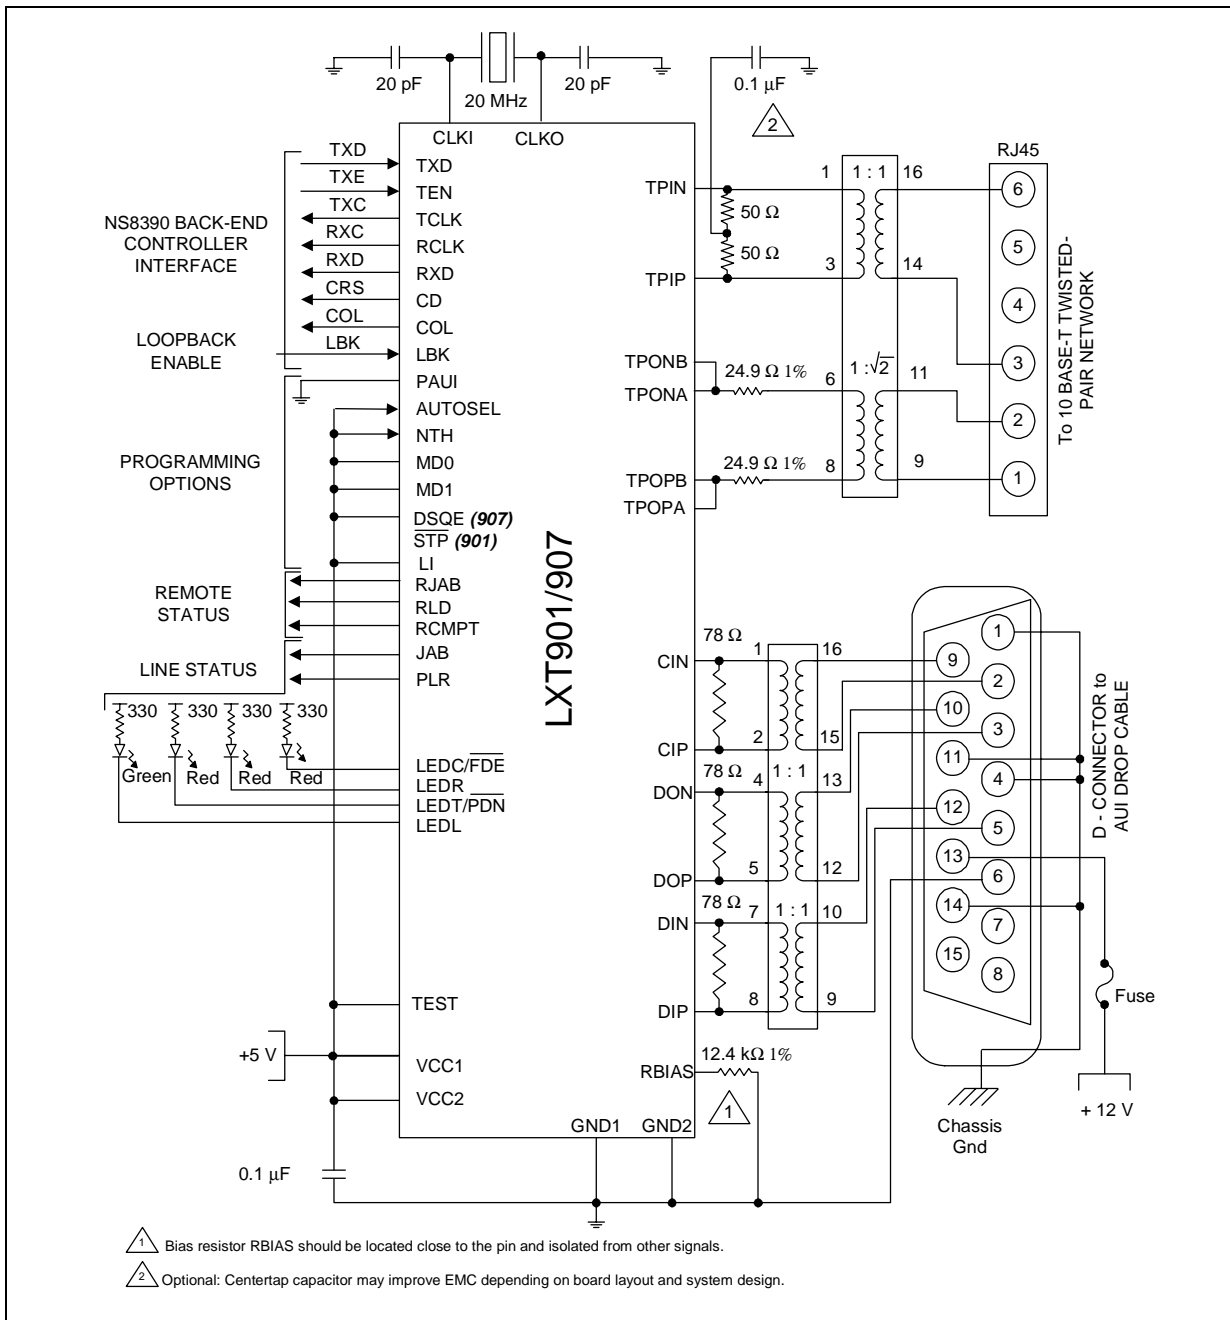 20 pF
20 MHz
20 pF
0.1 µF
2
CLKI
CLKO
RJ45
NS8390 BACK-END
CONTROLLER
INTERFACE
LOOPBACK
ENABLE
TXD
TXE
TXC
RXC
RXD
CRS
COL
LBK
TXD
TEN
TCLK
RCLK
RXD
CD
COL
LBK
PAUI
AUTOSEL
NTH
MD0
MD1
DSQE (907)
STP (901)
LI
RJAB
RLD
RCMPT
JAB
PLR
PROGRAMMING
OPTIONS
REMOTE
STATUS
LINE STATUS
330
330
330
330
Green
Red
Red
Red
LEDC/FDE
LEDR
LEDT/PDN
LEDL
TEST
+5 V
VCC1
VCC2
0.1 µF
LXT901/907
TPIN
TPIP
50 Ω
50 Ω
1
1 : 1
16
3
14
TPONB
TPONA
24.9 Ω 1%
6
1 :√2
11
TPOPB
TPOPA
24.9 Ω 1%
8
9
6
5
4
3
2
1
To 10 BASE-T TWISTED-
PAIR NETWORK
CIN
78 Ω
1
16
CIP
2
15
78 Ω
1 : 1
DON
4
13
DOP
5
12
78 Ω
1 : 1
DIN
7
10
DIP
8
9
1
9
2
10
3
11
4
12
5
13
6
14
7
15
8
D - CONNECTOR to
AUI DROP CABLE
Fuse
+ 12 V
Chassis
Gnd
RBIAS
12.4 kΩ 1%
1
GND1
GND2
1 Bias resistor RBIAS should be located close to the pin and isolated from other signals.
2 Optional: Centertap capacitor may improve EMC depending on board layout and system design.